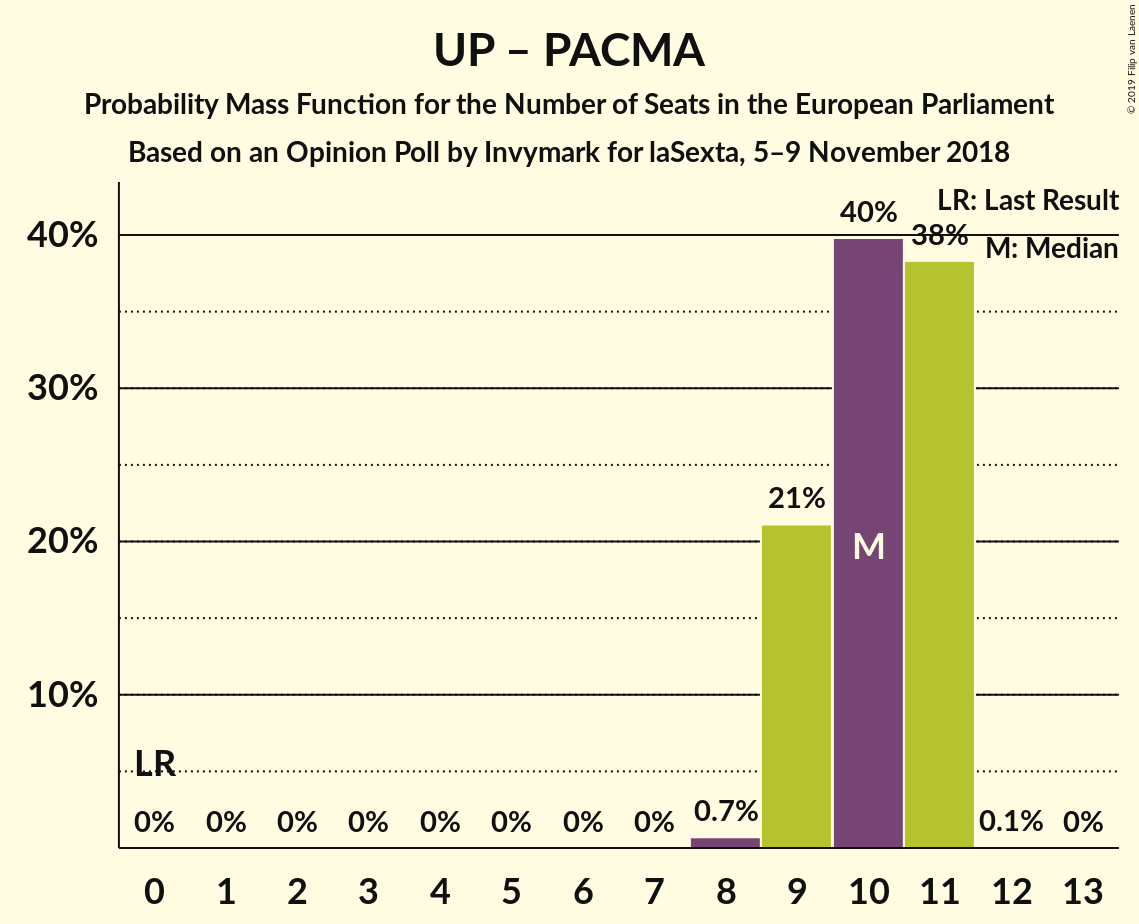 UP – PACMA
Probability Mass Function for the Number of Seats in the European Parliament
Based on an Opinion Poll by Invymark for laSexta, 5–9 November 2018
© 2019 Filip van Laenen
LR: Last Result
M: Median
40%
30%
20%
10%
LR
0% 0% 0% 0% 0% 0% 0% 0% 0.7% 21% 40% 38% 0.1% 0%
M
0 1 2 3 4 5 6 7 8 9 10 11 12 13